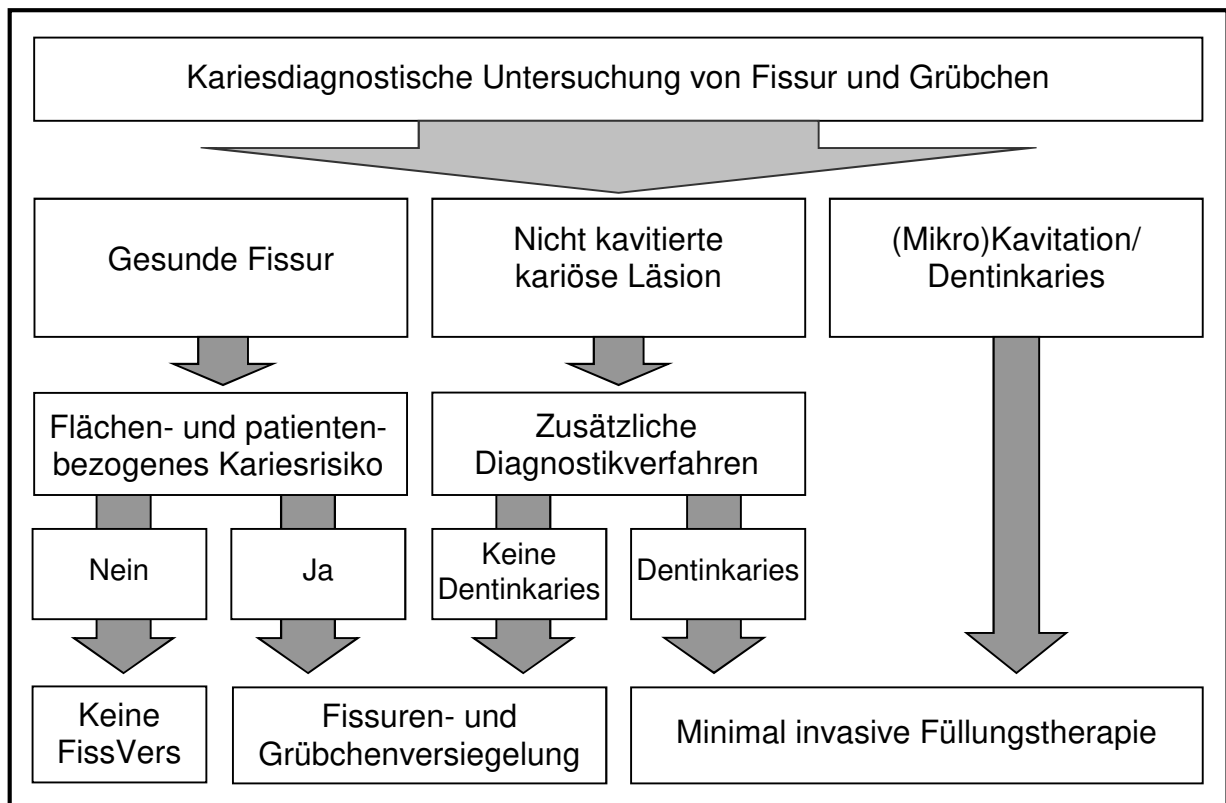 Kariesdiagnostische Untersuchung von Fissur und Grübchen
Gesunde Fissur
Nicht kavitierte
kariöse Läsion
(Mikro)Kavitation/
Dentinkaries
Flächen- und patienten-
bezogenes Kariesrisiko
Zusätzliche
Diagnostikverfahren
Nein
Ja
Keine
Dentinkaries
Dentinkaries
Keine
FissVers
Fissuren- und
Grübchenversiegelung
Minimal invasive Füllungstherapie